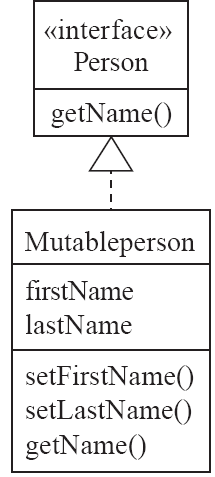 «interface»
Person
getName()
Mutableperson
firstName
lastName
setFirstName()
setLastName()
getName()